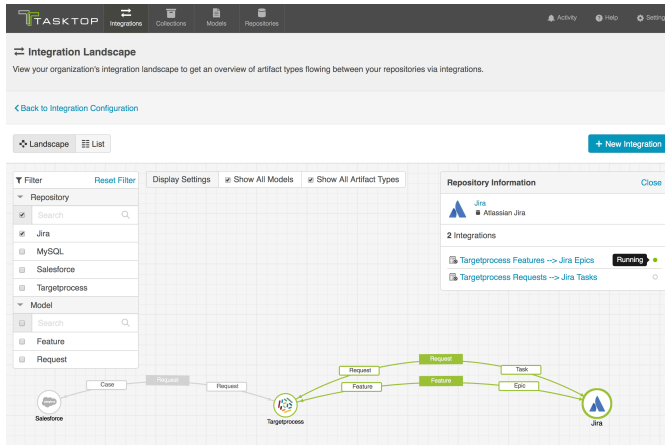 TASKTOP
Integrations
Collections
Models
Repositories
Activity
Help
Setting
Integration Landscape
View your organization's integration landscape to get an overview of artifact types flowing between your repositories via integrations.
Back to Integration Configuration
Landscape
List
+ New Integration
Filter
Reset Filter
Repository
Search
Jira
MySQL
Salesforce
Targetprocess
Model
Search
Feature
Request
Display Settings
Show All Models
Show All Artifact Types
Repository Information
Close
Jira
Atlassian Jira
2 Integrations
Targetprocess Features --> Jira Epics
Running
Targetprocess Requests --> Jira Tasks
Request
Request
Task
Feature
Feature
Epic
Case
Request
Request
Salesforce
Targetprocess
Jira